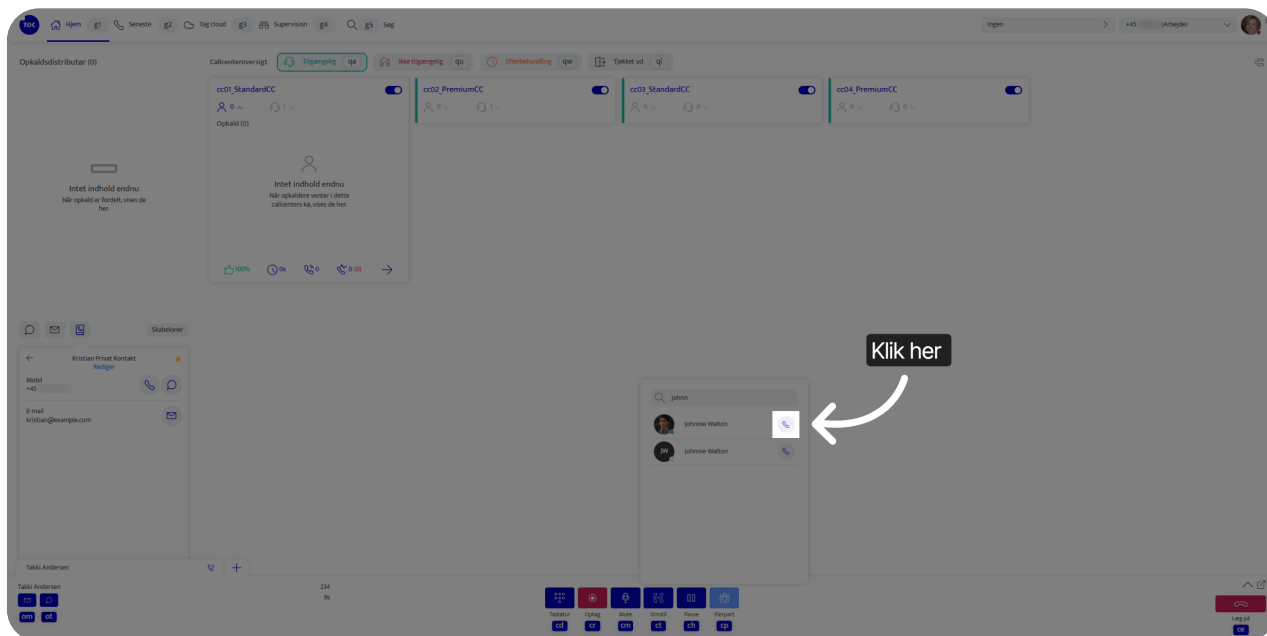 TDC
Hjem g1 Seneste g2 Tag cloud g3 Supervision g4 g5 Søg
Ingen
+45 (Arbejde)
Opkaldsdistributør (0)
Callcenteroversigt Tilgængelig qa Ikke tilgængelig qu Efterbehandling qw Tjekket ud ql
cc01_StandardCC
0 1
Opkald (0)
Intet indhold endnu
Når opkaldere venter i dette
callcenters kø, vises de her.
100% 0s 0 0 (0)
cc02_PremiumCC
0 1
cc03_StandardCC
0 0
cc04_PremiumCC
0 0
Intet indhold endnu
Når opkald er fordelt, vises de
her.
Skabeloner
Kristian Privat Kontakt
Rediger
Mobil
+45
E-mail
kristian@example.com
Klik her
johnn
Johnnie Walton
JW Johnnie Walton
Takki Andersen
Takki Andersen
om ot
234
9s
Tastatur Optag Mute Omstil Pause Flerpart
cd cr cm ct ch cp
Læg på
ce